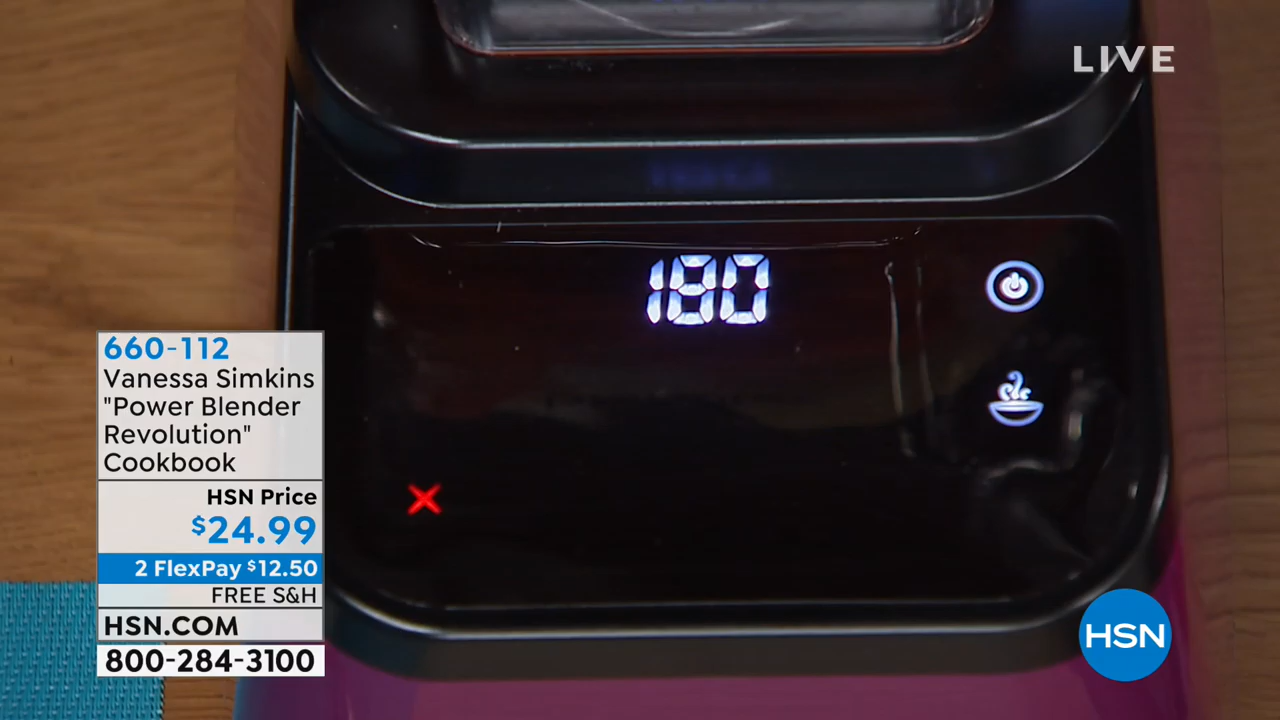 LIVE
180
660-112
Vanessa Simkins
"Power Blender
Revolution"
Cookbook
HSN Price
$24.99
2 FlexPay $12.50
FREE S&H
HSN.COM
800-284-3100
HSN